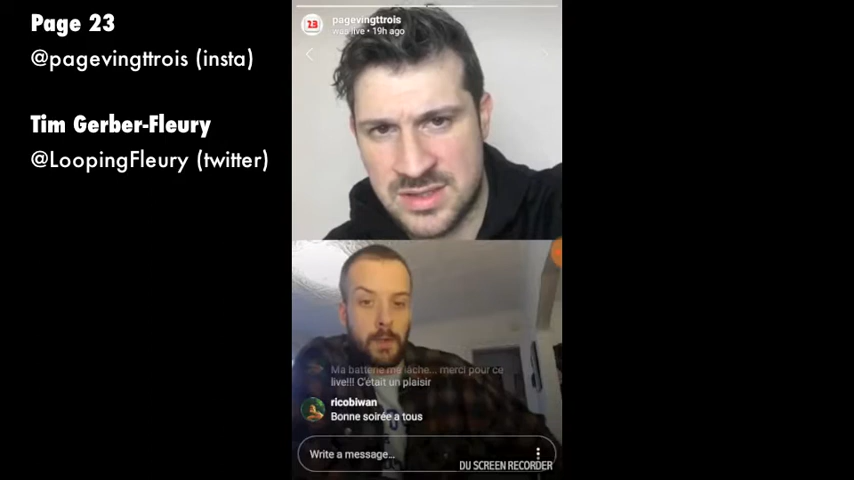 Page 23
@pagevingttrois (insta)
Tim Gerber-Fleury
@LoopingFleury (twitter)
23
pagevingttrois
was live • 19h ago
Ma batterie me lâche... merci pour ce
live!!! C'était un plaisir
ricobiwan
Bonne soirée a tous
Write a message...
DU SCREEN RECORDER